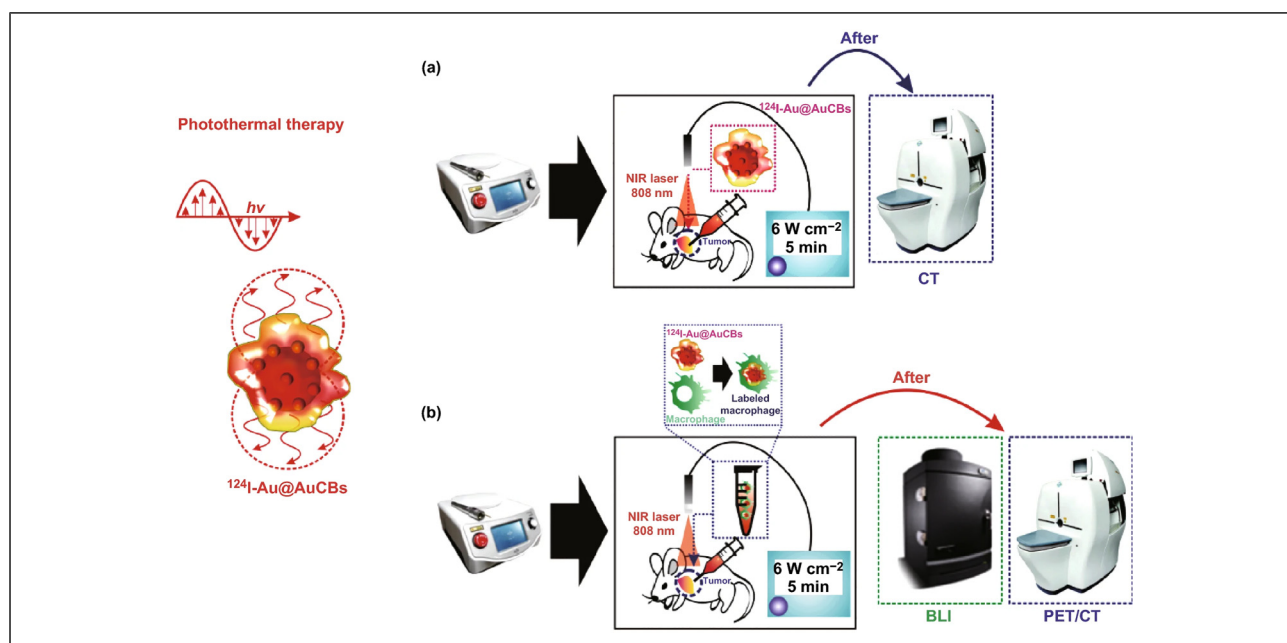 Photothermal therapy
hv
¹²⁴I-Au@AuCBs
(a)
After
¹²⁴I-Au@AuCBs
NIR laser
808 nm
Tumor
6 W cm⁻²
5 min
CT
(b)
¹²⁴I-Au@AuCBs
Macrophage
Labeled
macrophage
After
NIR laser
808 nm
Tumor
6 W cm⁻²
5 min
BLI
PET/CT